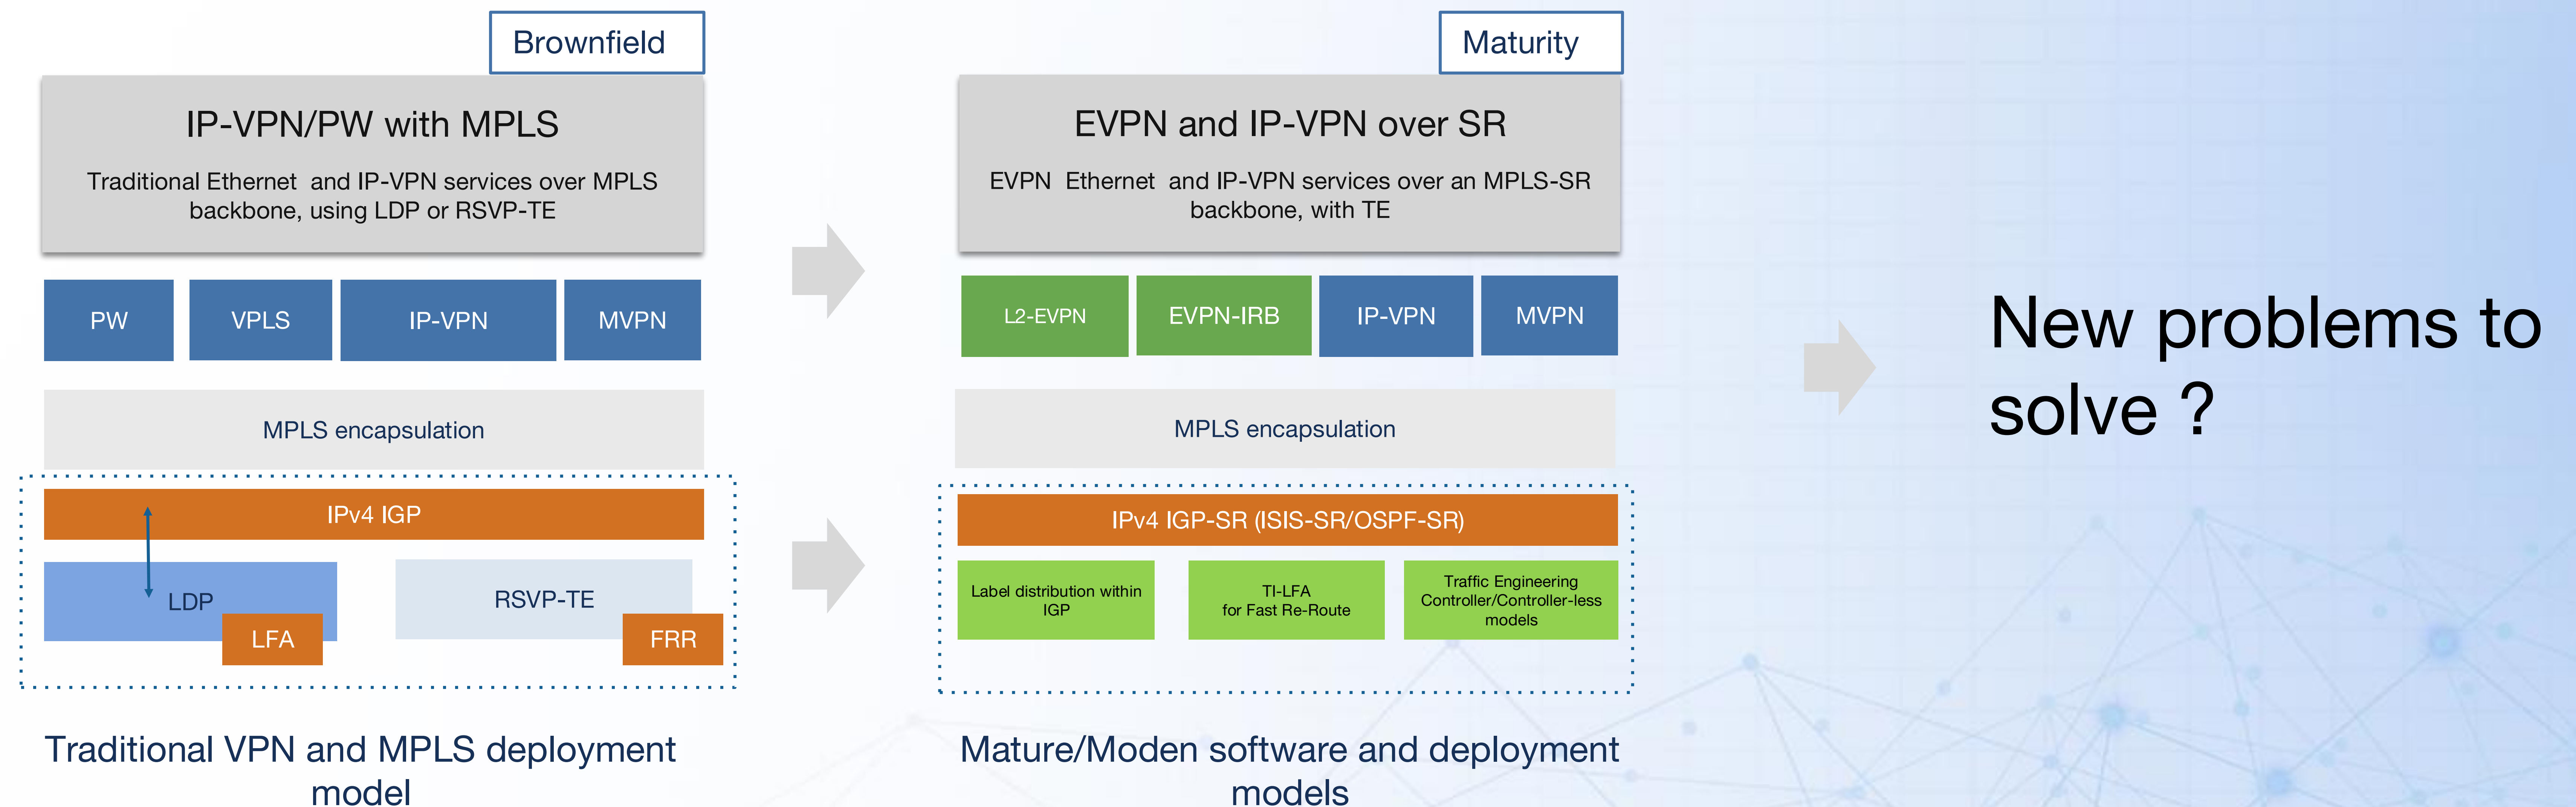 Brownfield
IP-VPN/PW with MPLS
Traditional Ethernet and IP-VPN services over MPLS
backbone, using LDP or RSVP-TE
PW
VPLS
IP-VPN
MVPN
MPLS encapsulation
IPv4 IGP
LDP
LFA
RSVP-TE
FRR
Traditional VPN and MPLS deployment
model
Maturity
EVPN and IP-VPN over SR
EVPN Ethernet and IP-VPN services over an MPLS-SR
backbone, with TE
L2-EVPN
EVPN-IRB
IP-VPN
MVPN
MPLS encapsulation
IPv4 IGP-SR (ISIS-SR/OSPF-SR)
Label distribution within
IGP
TI-LFA
for Fast Re-Route
Traffic Engineering
Controller/Controller-less
models
Mature/Moden software and deployment
models
New problems to
solve ?